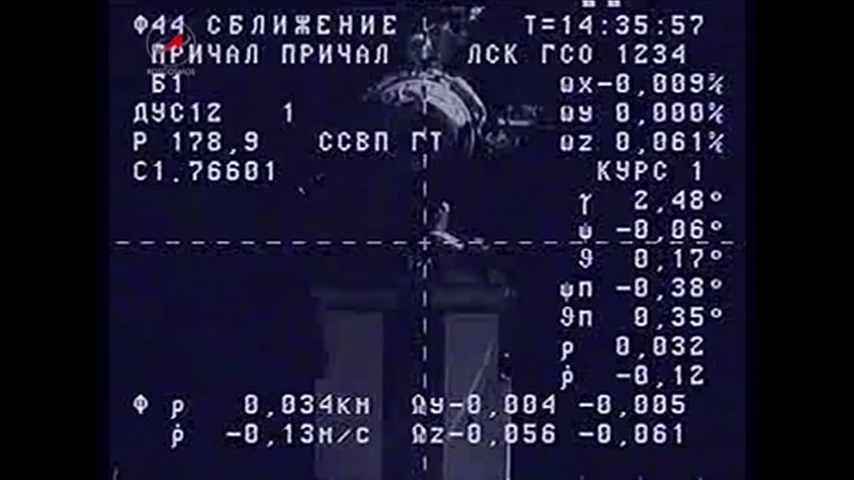 Ф44 СБЛИЖЕНИЕ Т=14:35:57
ПРИЧАЛ ПРИЧАЛ ЛСК ГСО 1234
ROSCOSMOS
Б1 ωx-0,009%
ДУС12 1 ωy 0,000%
Р 178,9 ССВП ГТ ωz 0,061%
С1.76601 КУРС 1
γ 2,48°
ψ -0,06°
ϑ 0,17°
ψп -0,38°
ϑп 0,35°
ρ 0,032
ρ̇ -0,12
Ф ρ 0,034км Ωy-0,004 -0,005
ρ̇ -0,13м/с Ωz-0,056 -0,061